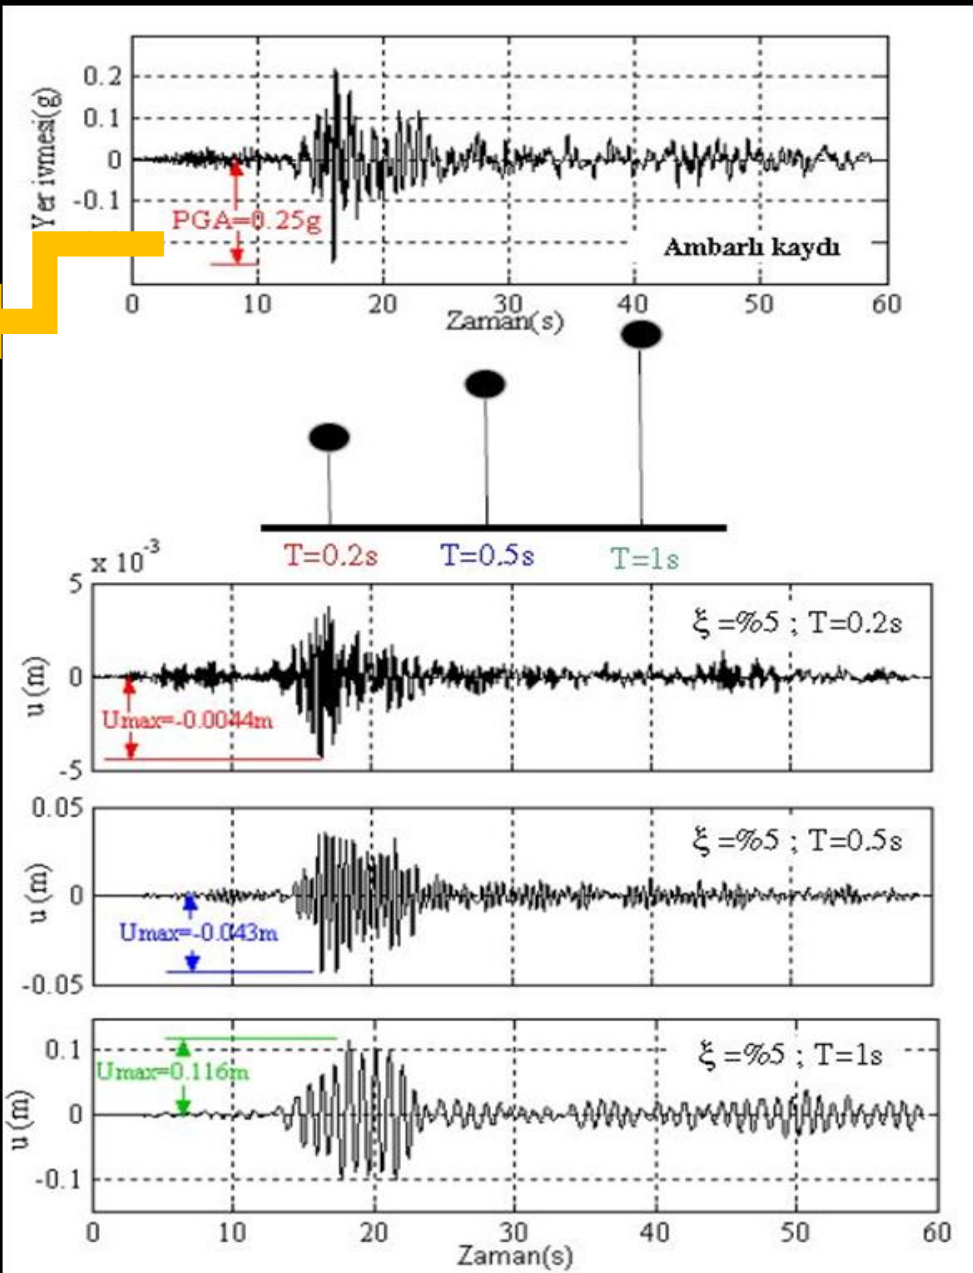 Yer ivmesi(g)
0.2
0.1
0
-0.1
PGA=0.25g
Ambarlı kaydı
0 10 20 30 40 50 60
Zaman(s)
T=0.2s T=0.5s T=1s
x 10-3
5
0
-5
u (m)
ξ =%5 ; T=0.2s
Umax=-0.0044m
0.05
0
-0.05
u (m)
ξ =%5 ; T=0.5s
Umax=-0.043m
0.1
0
-0.1
u (m)
ξ =%5 ; T=1s
Umax=0.116m
0 10 20 30 40 50 60
Zaman(s)